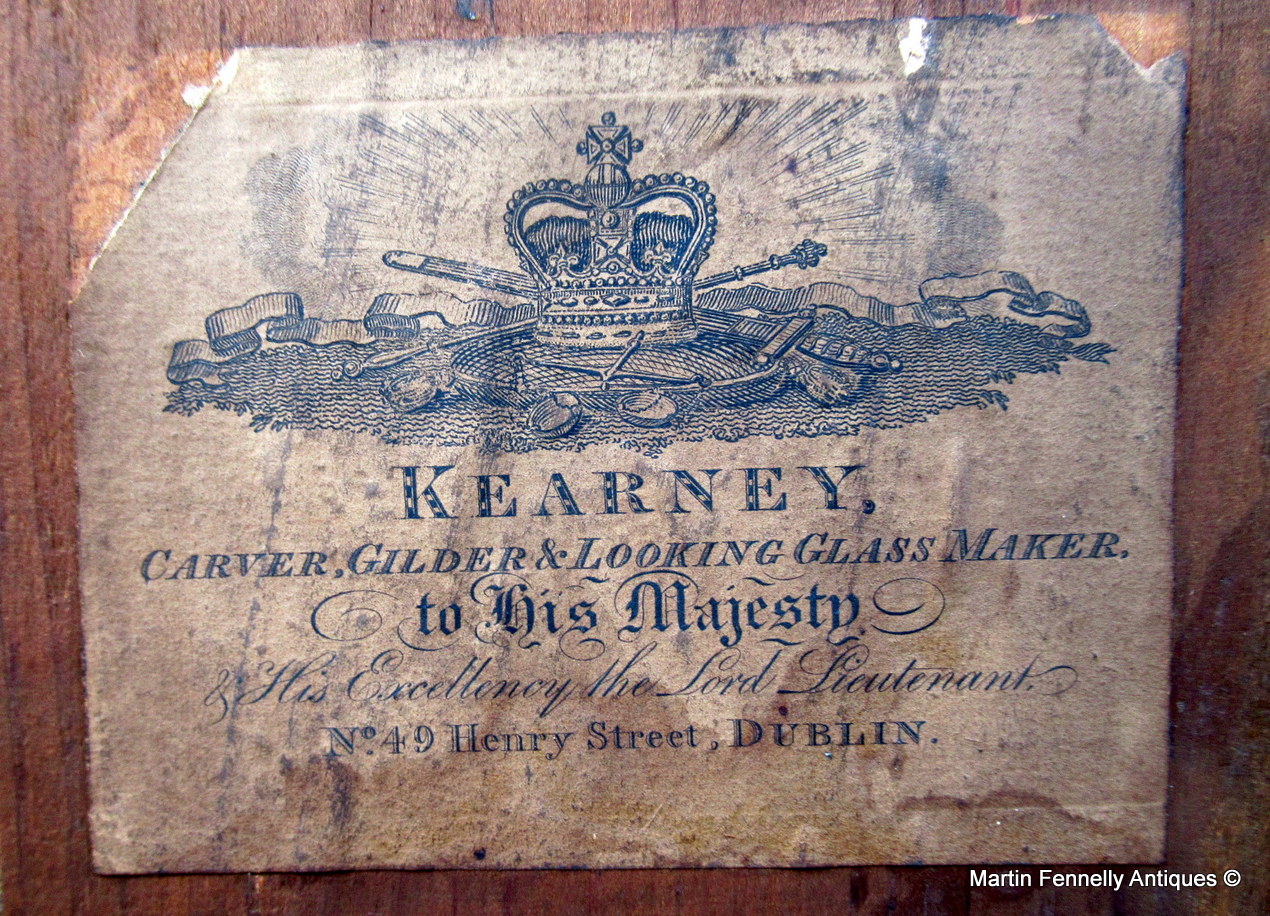 KEARNEY,
CARVER, GILDER & LOOKING GLASS MAKER,
to His Majesty
& His Excellency the Lord Lieutenant.
No. 49 Henry Street, DUBLIN.
Martin Fennelly Antiques ©